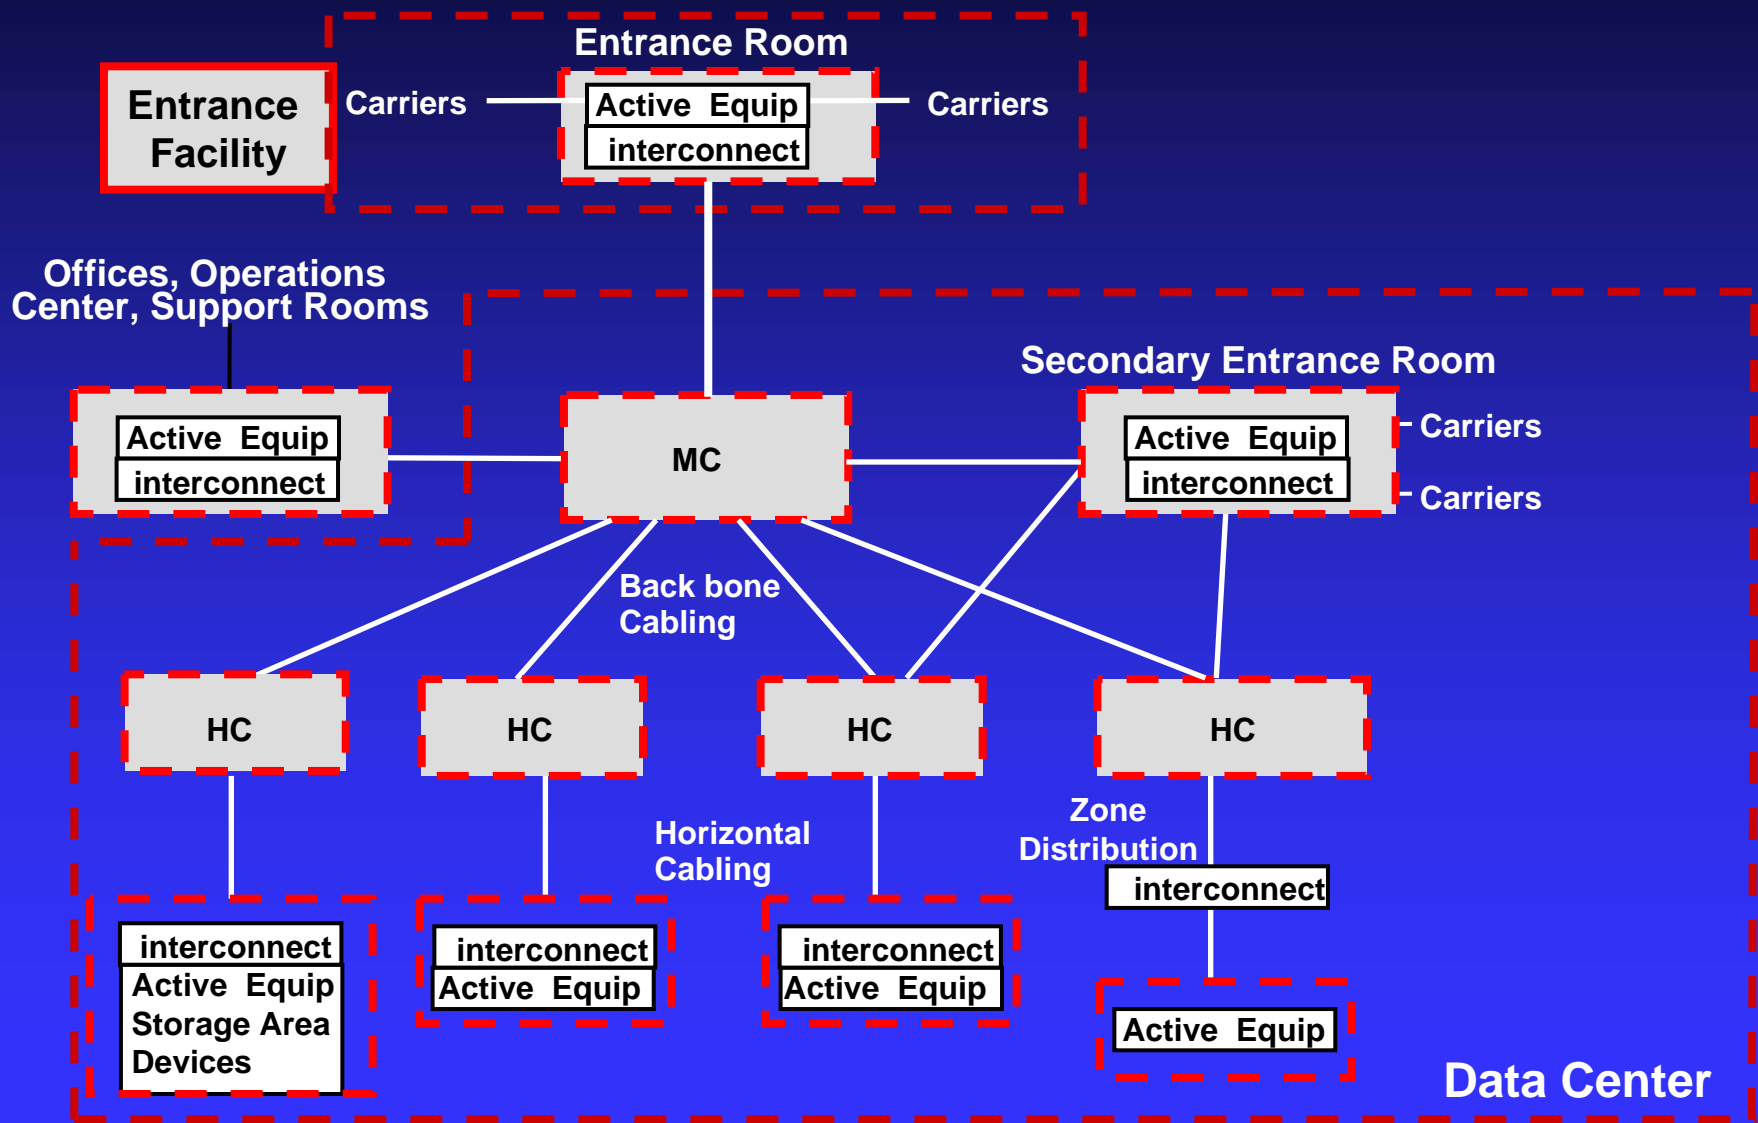 Entrance Room
Entrance
Facility
Carriers
Active Equip
interconnect
Carriers
Offices, Operations
Center, Support Rooms
Active Equip
interconnect
MC
Secondary Entrance Room
Active Equip
interconnect
Carriers
Carriers
Back bone
Cabling
HC
HC
HC
HC
Horizontal
Cabling
Zone
Distribution
interconnect
interconnect
Active Equip
Storage Area
Devices
interconnect
Active Equip
interconnect
Active Equip
Active Equip
Data Center